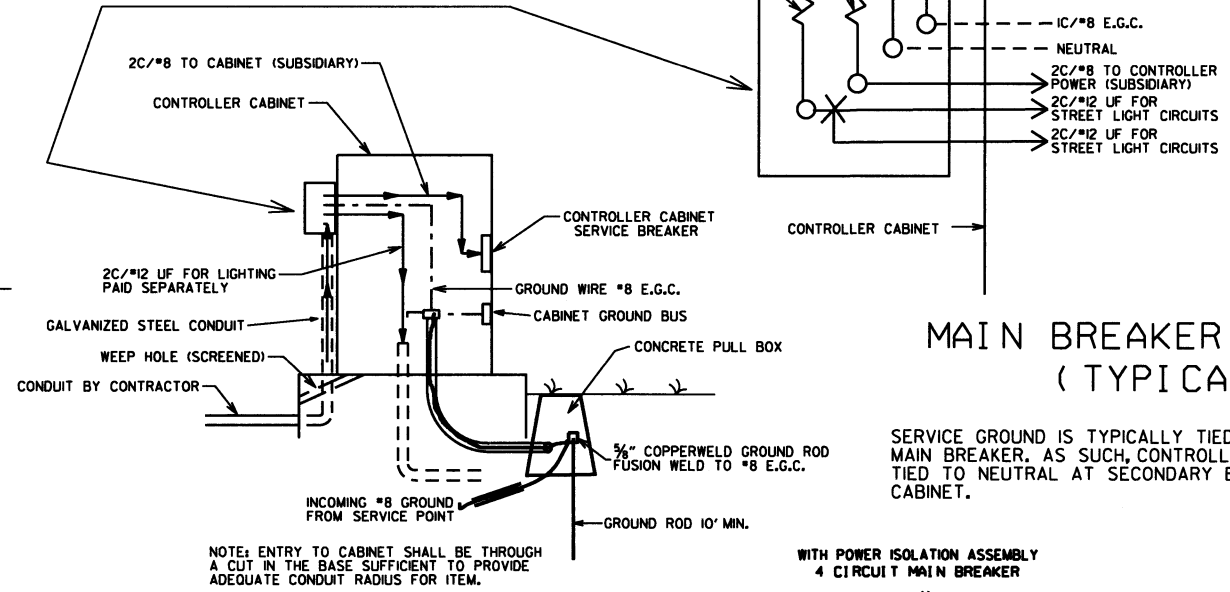 1C/#8 E.G.C.
NEUTRAL
2C/#8 TO CONTROLLER
POWER (SUBSIDIARY)
2C/#12 UF FOR
STREET LIGHT CIRCUITS
2C/#12 UF FOR
STREET LIGHT CIRCUITS
CONTROLLER CABINET
2C/#8 TO CABINET (SUBSIDIARY)
CONTROLLER CABINET
CONTROLLER CABINET
SERVICE BREAKER
2C/#12 UF FOR LIGHTING
PAID SEPARATELY
GROUND WIRE #8 E.G.C.
CABINET GROUND BUS
GALVANIZED STEEL CONDUIT
WEEP HOLE (SCREENED)
CONDUIT BY CONTRACTOR
CONCRETE PULL BOX
5/8" COPPERWELD GROUND ROD
FUSION WELD TO #8 E.G.C.
INCOMING #8 GROUND
FROM SERVICE POINT
GROUND ROD 10' MIN.
NOTE: ENTRY TO CABINET SHALL BE THROUGH
A CUT IN THE BASE SUFFICIENT TO PROVIDE
ADEQUATE CONDUIT RADIUS FOR ITEM.
MAIN BREAKER
(TYPICA
SERVICE GROUND IS TYPICALLY TIED
MAIN BREAKER. AS SUCH, CONTROLL
TIED TO NEUTRAL AT SECONDARY
CABINET.
WITH POWER ISOLATION ASSEMBLY
4 CIRCUIT MAIN BREAKER